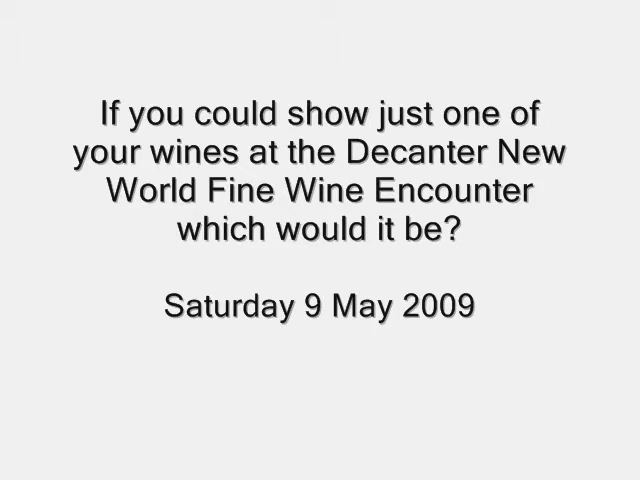 If you could show just one of
your wines at the Decanter New
World Fine Wine Encounter
which would it be?
Saturday 9 May 2009